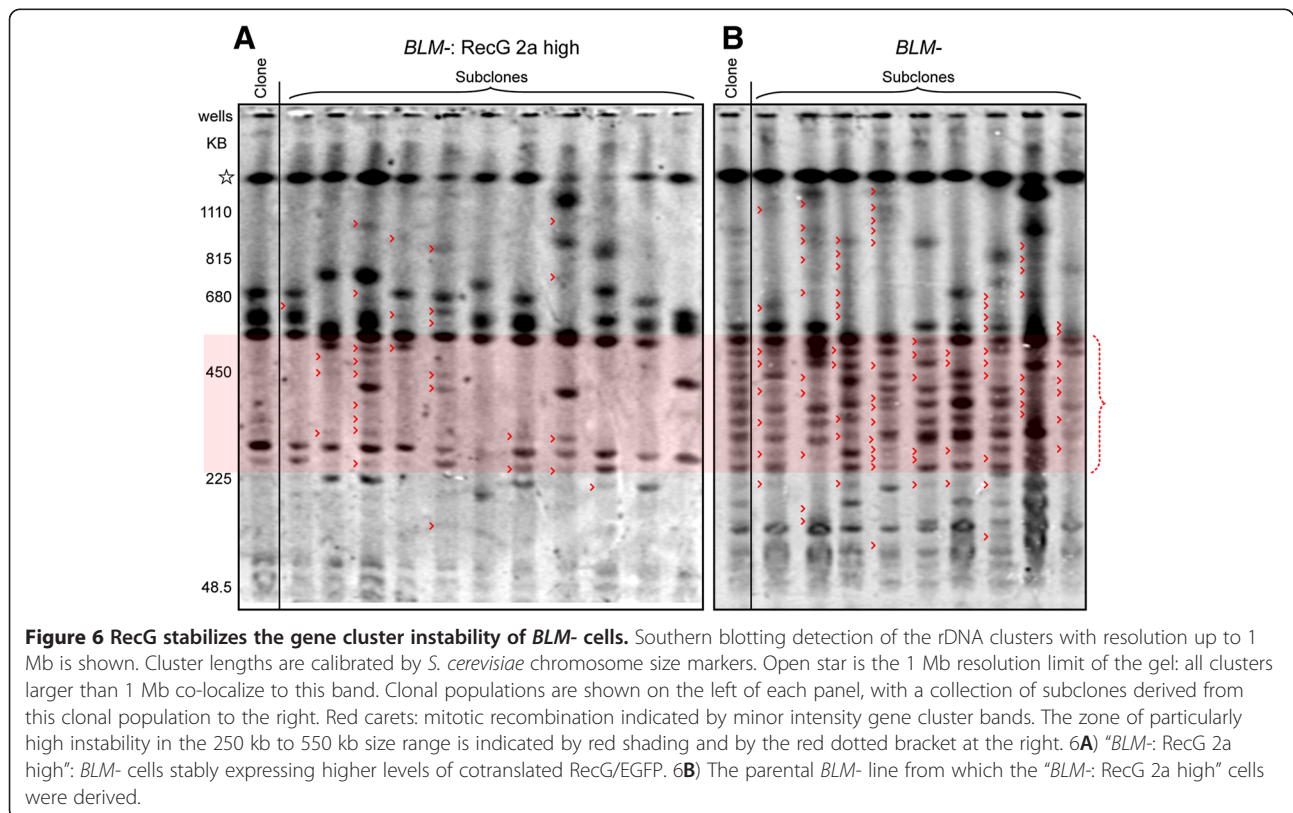 A
BLM-: RecG 2a high
Subclones
Clone
B
BLM-
Subclones
Clone
wells
KB
☆
1110
815
680
450
225
48.5
Figure 6 RecG stabilizes the gene cluster instability of BLM- cells. Southern blotting detection of the rDNA clusters with resolution up to 1
Mb is shown. Cluster lengths are calibrated by S. cerevisiae chromosome size markers. Open star is the 1 Mb resolution limit of the gel: all clusters
larger than 1 Mb co-localize to this band. Clonal populations are shown on the left of each panel, with a collection of subclones derived from
this clonal population to the right. Red carets: mitotic recombination indicated by minor intensity gene cluster bands. The zone of particularly
high instability in the 250 kb to 550 kb size range is indicated by red shading and by the red dotted bracket at the right. 6A) “BLM-: RecG 2a
high”: BLM- cells stably expressing higher levels of cotranslated RecG/EGFP. 6B) The parental BLM- line from which the “BLM-: RecG 2a high” cells
were derived.